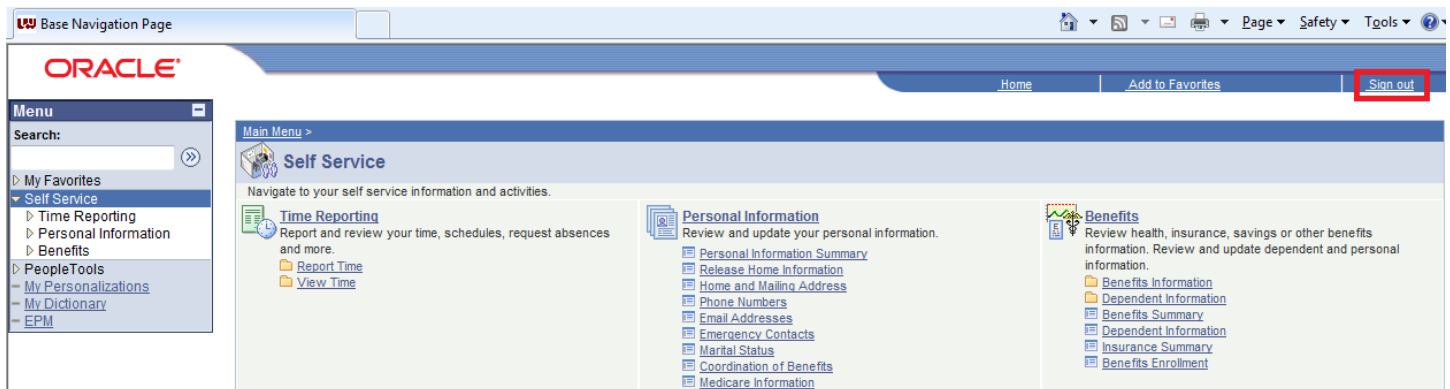 Base Navigation Page
Page Safety Tools
ORACLE
Home Add to Favorites Sign out
Menu
Search:
My Favorites
Self Service
Time Reporting
Personal Information
Benefits
PeopleTools
My Personalizations
My Dictionary
EPM
Main Menu >
Self Service
Navigate to your self service information and activities.
Time Reporting
Report and review your time, schedules, request absences
and more.
Report Time
View Time
Personal Information
Review and update your personal information.
Personal Information Summary
Release Home Information
Home and Mailing Address
Phone Numbers
Email Addresses
Emergency Contacts
Marital Status
Coordination of Benefits
Medicare Information
Benefits
Review health, insurance, savings or other benefits
information. Review and update dependent and personal
information.
Benefits Information
Dependent Information
Benefits Summary
Dependent Information
Insurance Summary
Benefits Enrollment